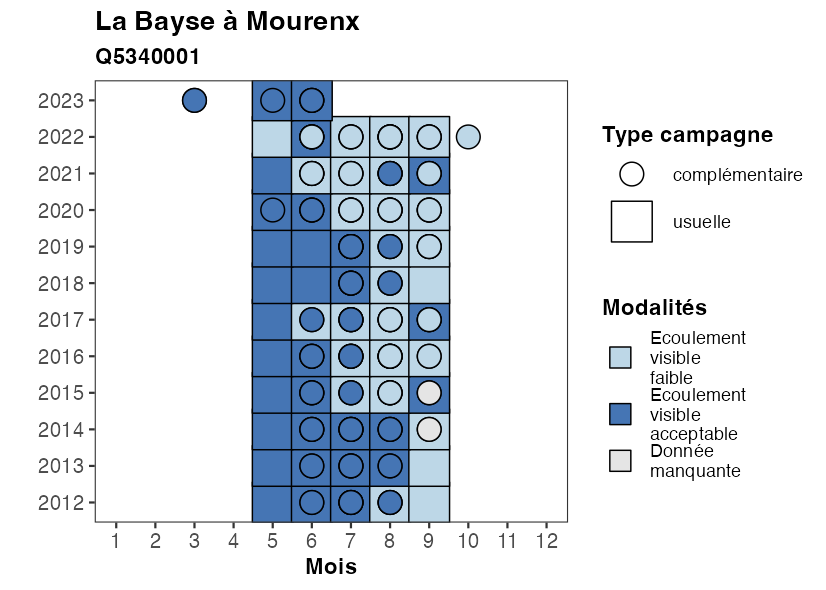 La Bayse à Mourenx
Q5340001
2023
2022
2021
2020
2019
2018
2017
2016
2015
2014
2013
2012
1 2 3 4 5 6 7 8 9 10 11 12
Mois
Type campagne
complémentaire
usuelle
Modalités
Ecoulement
visible
faible
Ecoulement
visible
acceptable
Donnée
manquante